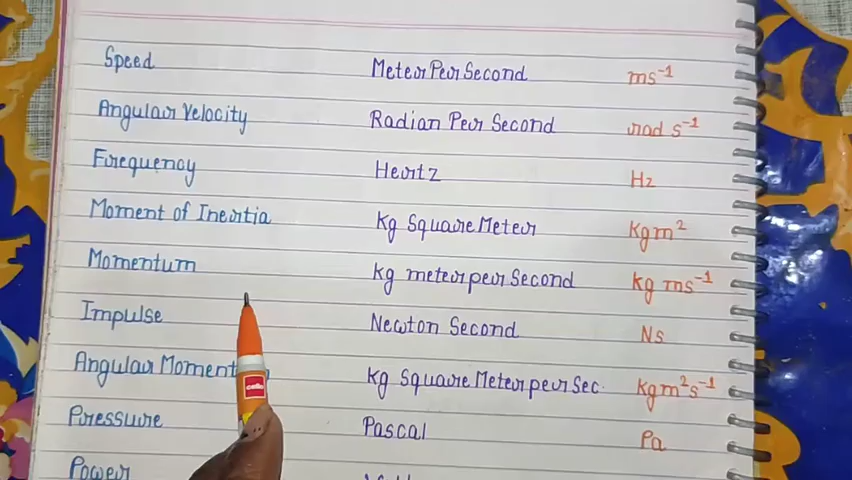 Speed Meter Per Second ms⁻¹
Angular Velocity Radian Per Second rad s⁻¹
Frequency Hertz Hz
Moment of Inertia Kg Square Meter Kgm²
Momentum Kg meter per Second Kg ms⁻¹
Impulse Newton Second Ns
Angular Moment Kg Square Meter per Sec. Kgm²s⁻¹
cello
Pressure Pascal Pa
Power